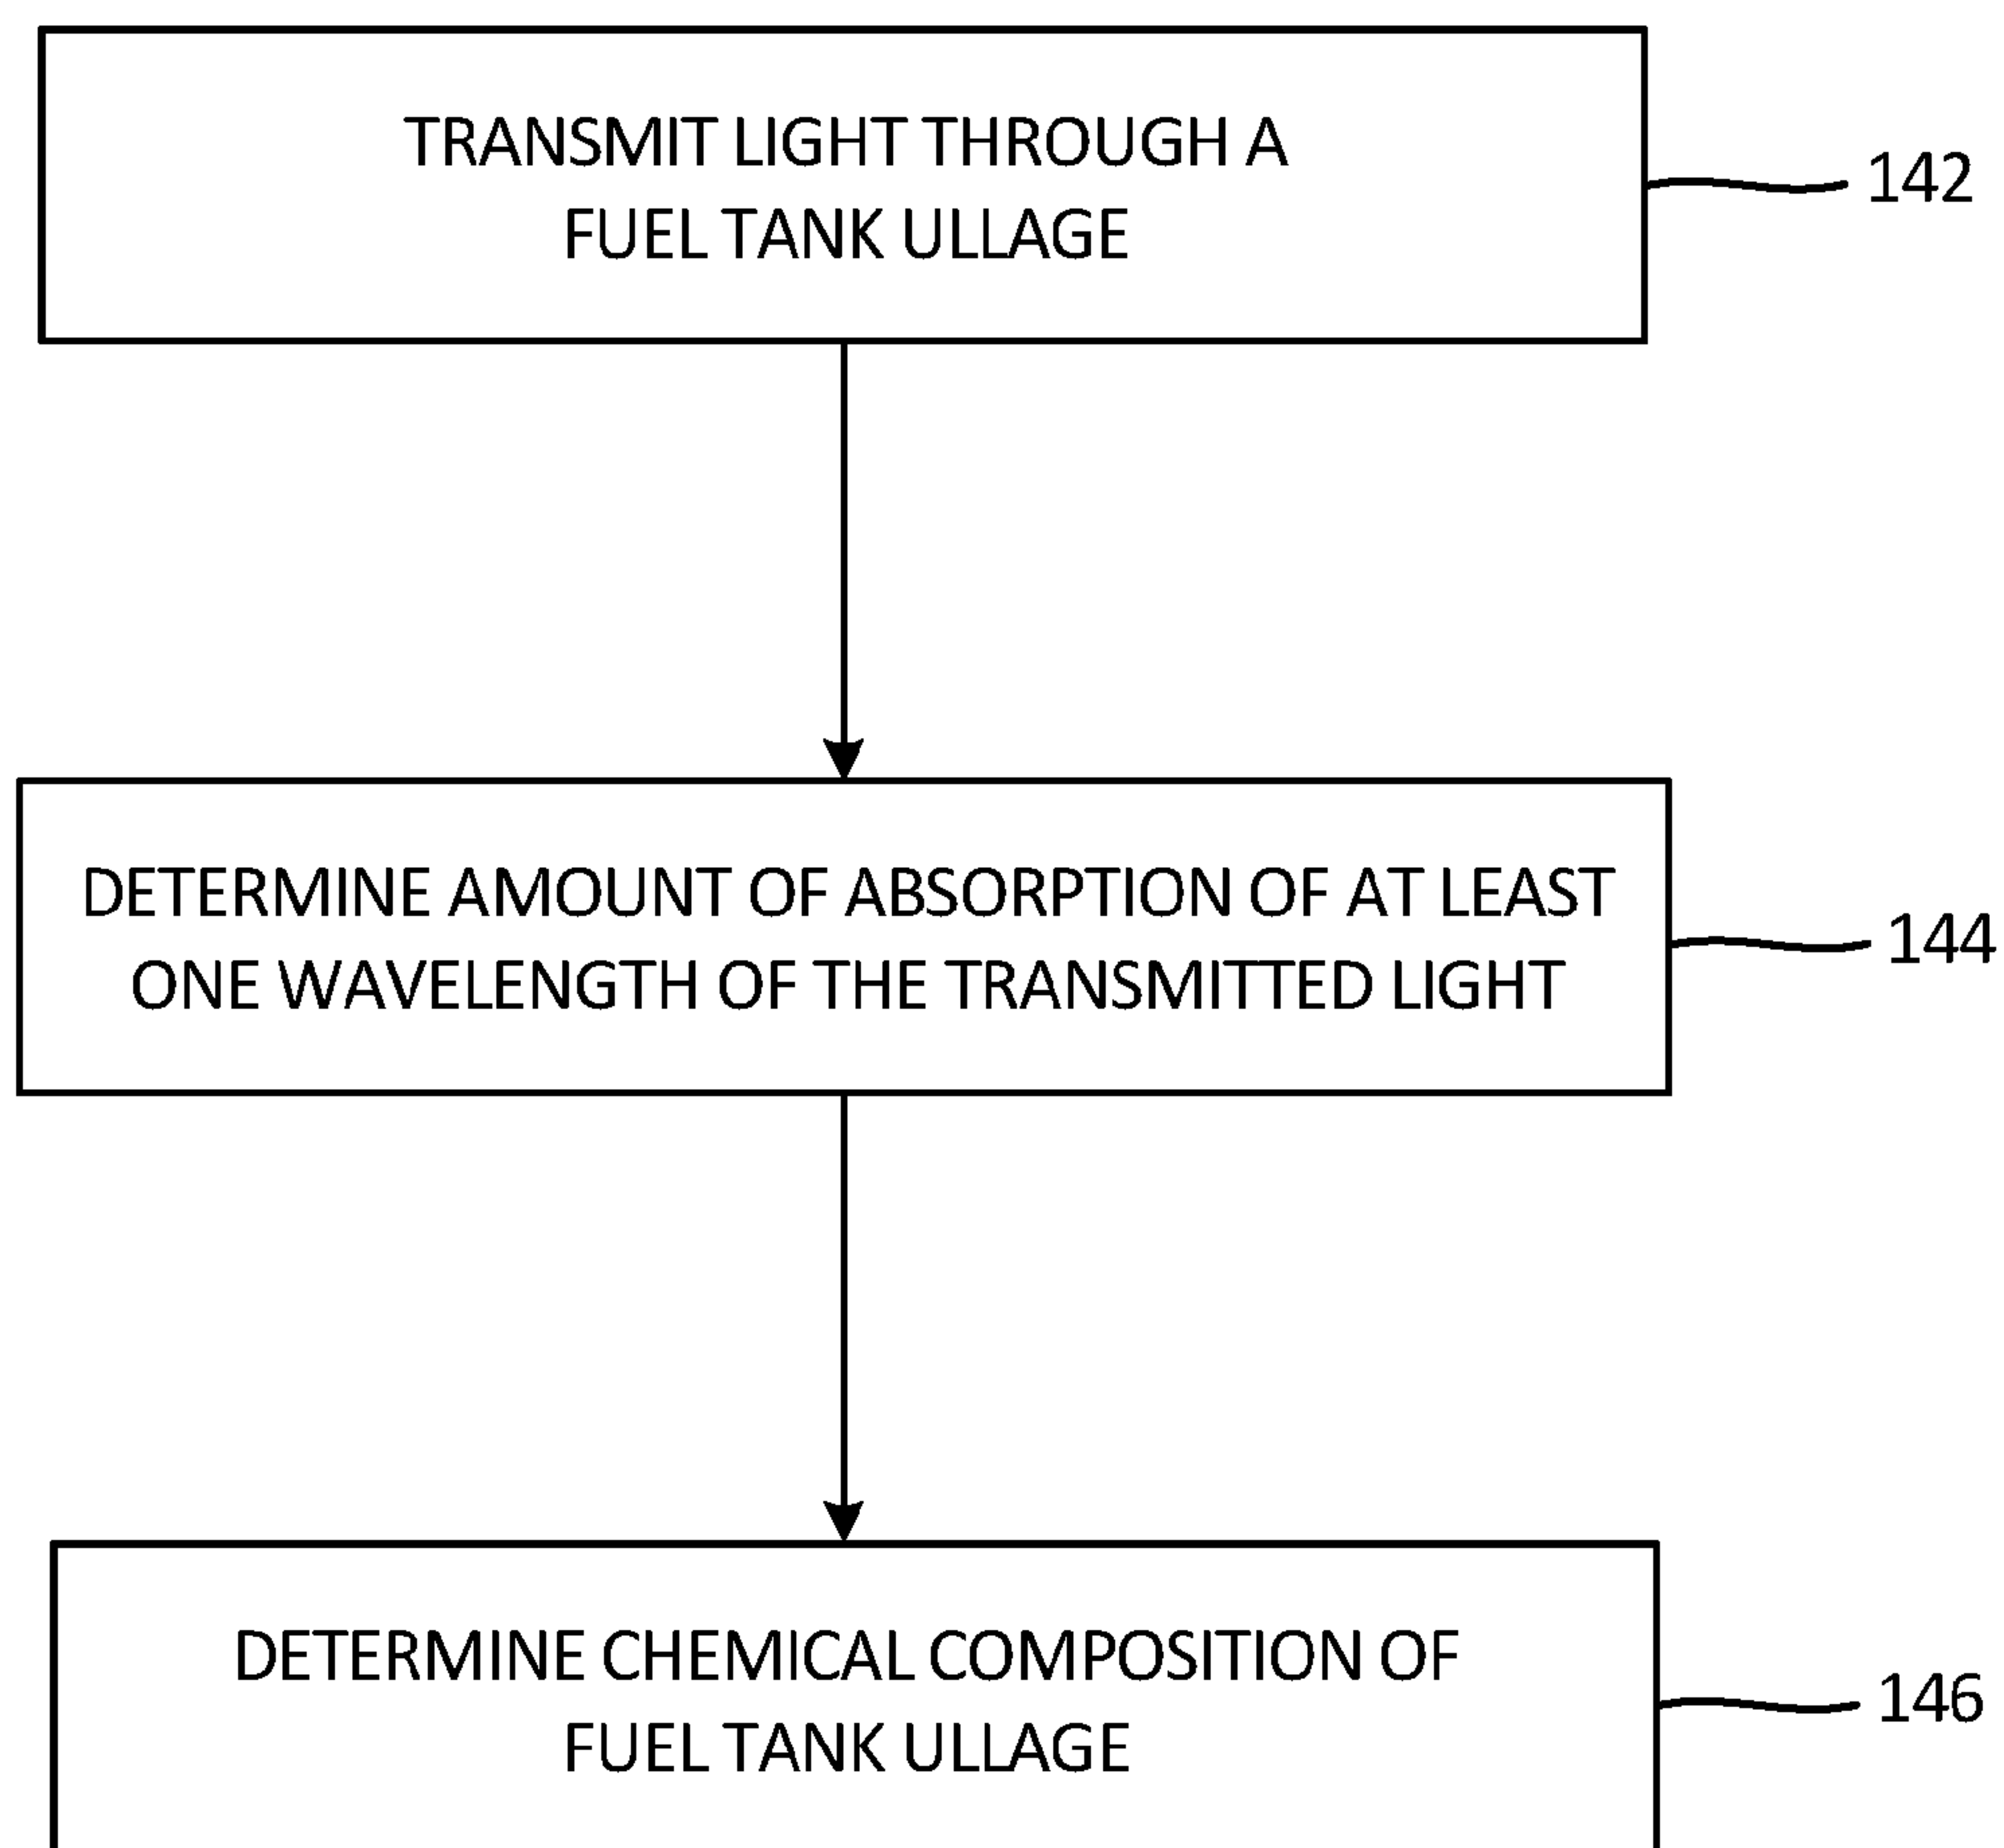 TRANSMIT LIGHT THROUGH A
FUEL TANK ULLAGE
142
DETERMINE AMOUNT OF ABSORPTION OF AT LEAST
ONE WAVELENGTH OF THE TRANSMITTED LIGHT
144
DETERMINE CHEMICAL COMPOSITION OF
FUEL TANK ULLAGE
146